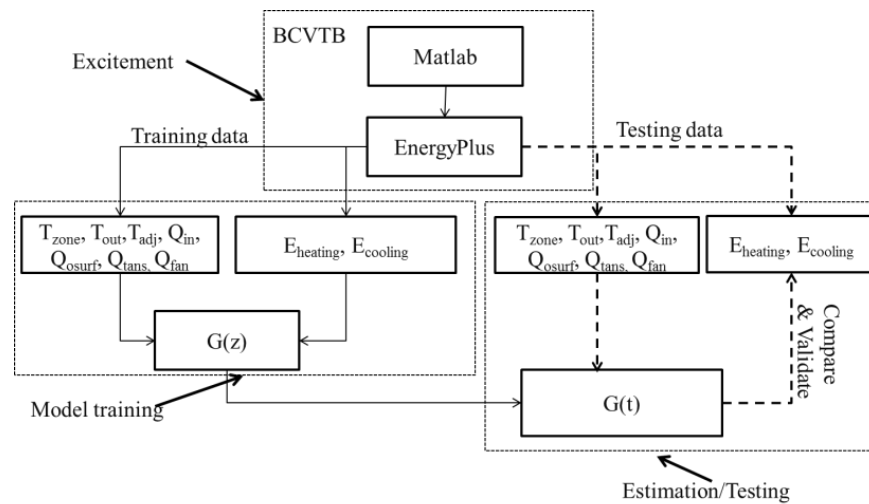 BCVTB
Matlab
Excitement
EnergyPlus
Training data
Testing data
T_zone, T_out,T_adj, Q_in,
Q_osurf, Q_tans, Q_fan
E_heating, E_cooling
T_zone, T_out,T_adj, Q_in,
Q_osurf, Q_tans, Q_fan
E_heating, E_cooling
G(z)
Compare
& Validate
Model training
G(t)
Estimation/Testing